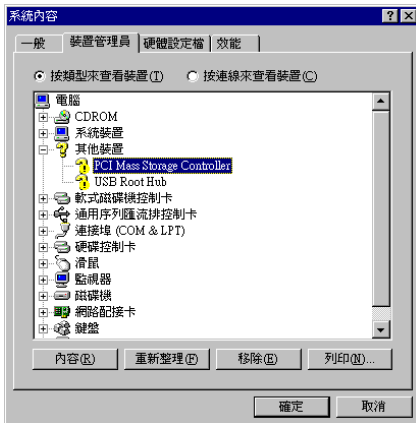 系統內容
一般
裝置管理員
硬體設定檔
效能
按類型來查看裝置(I)
按連線來查看裝置(C)
電腦
CDROM
系統裝置
其他裝置
PCI Mass Storage Controller
USB Root Hub
軟式磁碟機控制卡
通用序列匯流排控制卡
連接埠 (COM & LPT)
硬碟控制卡
滑鼠
監視器
磁碟機
網路配接卡
鍵盤
內容(R)
重新整理(F)
移除(E)
列印(N)...
確定
取消